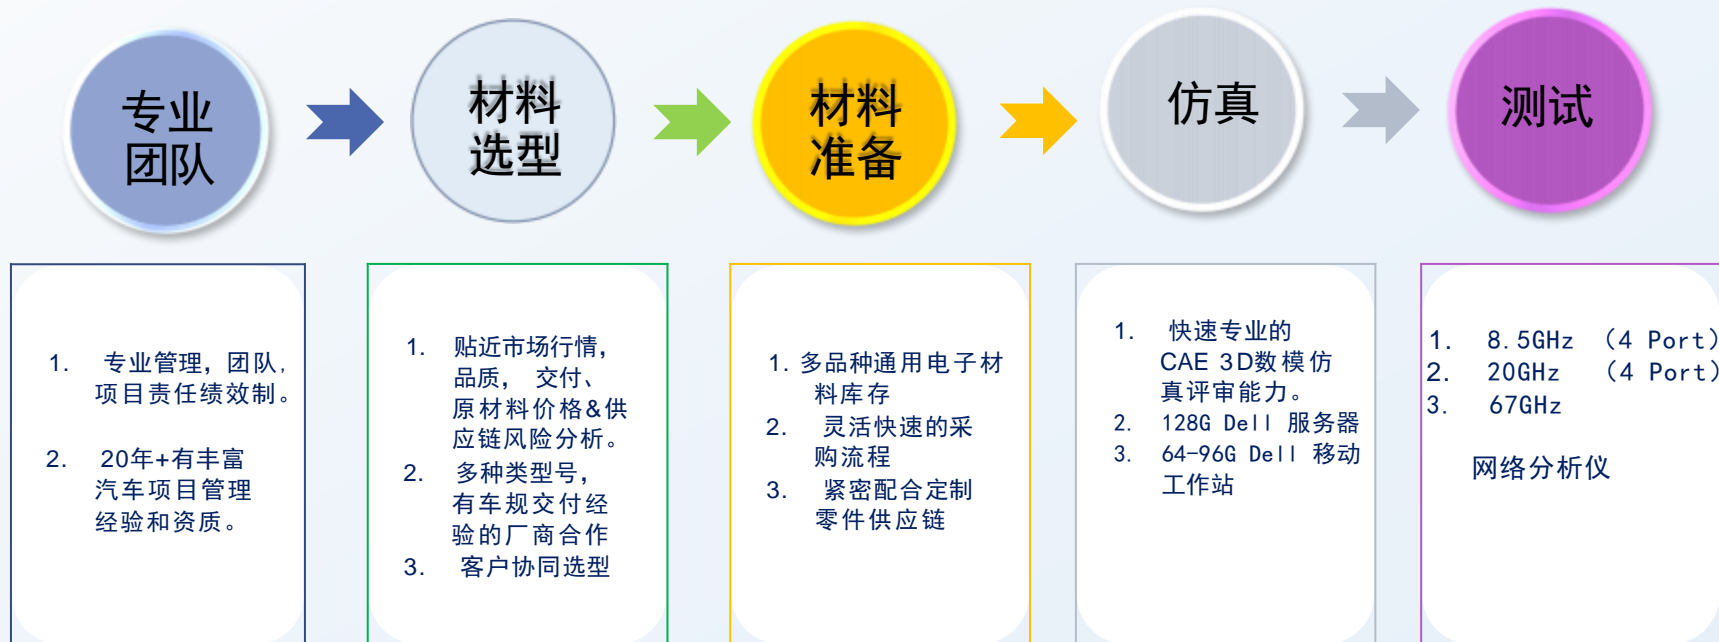 专业
团队
材料
选型
材料
准备
仿真
测试
1. 专业管理，团队，
项目责任绩效制。
2. 20年+有丰富
汽车项目管理
经验和资质。
1. 贴近市场行情，
品质， 交付、
原材料价格&供
应链风险分析。
2. 多种类型号，
有车规交付经
验的厂商合作
3. 客户协同选型
1. 多品种通用电子材
料库存
2. 灵活快速的采
购流程
3. 紧密配合定制
零件供应链
1. 快速专业的
CAE 3D数模仿
真评审能力。
2. 128G Dell 服务器
3. 64-96G Dell 移动
工作站
1. 8.5GHz （4 Port）
2. 20GHz （4 Port）
3. 67GHz
网络分析仪